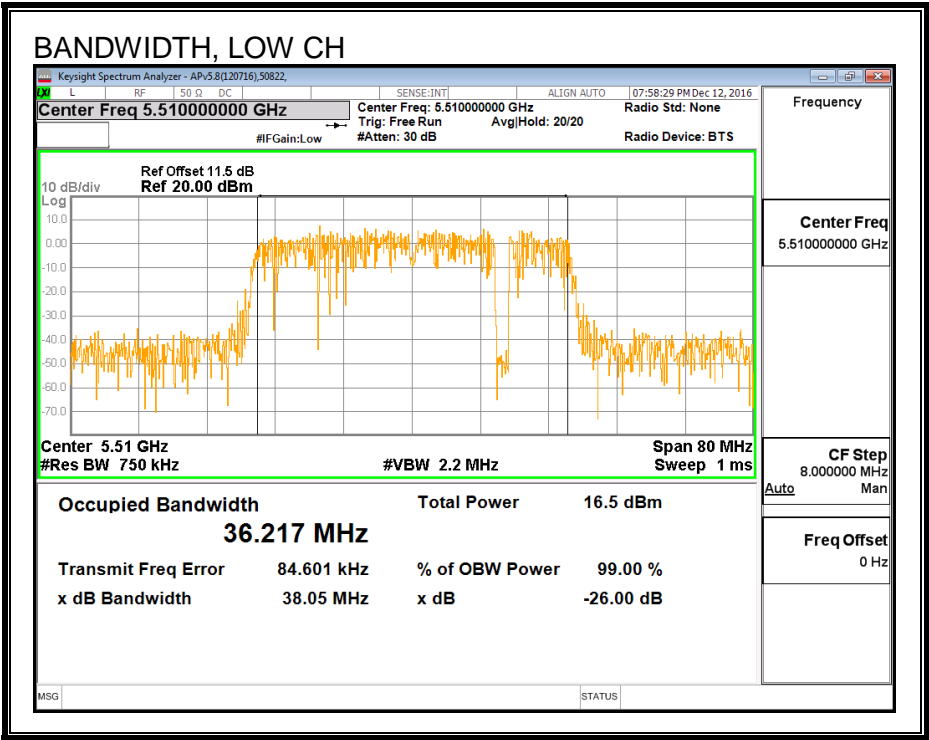 BANDWIDTH, LOW CH
Keysight Spectrum Analyzer - APv5.8(120716),50822,
LXI L RF 50 Ω DC SENSE:INT ALIGN AUTO 07:58:29 PM Dec 12, 2016
Center Freq 5.510000000 GHz
Center Freq: 5.510000000 GHz Radio Std: None
Trig: Free Run Avg|Hold: 20/20
#IFGain:Low #Atten: 30 dB Radio Device: BTS
Frequency
Ref Offset 11.5 dB
10 dB/div Ref 20.00 dBm
Log
10.0
0.00
-10.0
-20.0
-30.0
-40.0
-50.0
-60.0
-70.0
Center 5.51 GHz Span 80 MHz
#Res BW 750 kHz #VBW 2.2 MHz Sweep 1 ms
Center Freq
5.510000000 GHz
CF Step
8.000000 MHz
Auto Man
Freq Offset
0 Hz
Occupied Bandwidth Total Power 16.5 dBm
36.217 MHz
Transmit Freq Error 84.601 kHz % of OBW Power 99.00 %
x dB Bandwidth 38.05 MHz x dB -26.00 dB
MSG STATUS